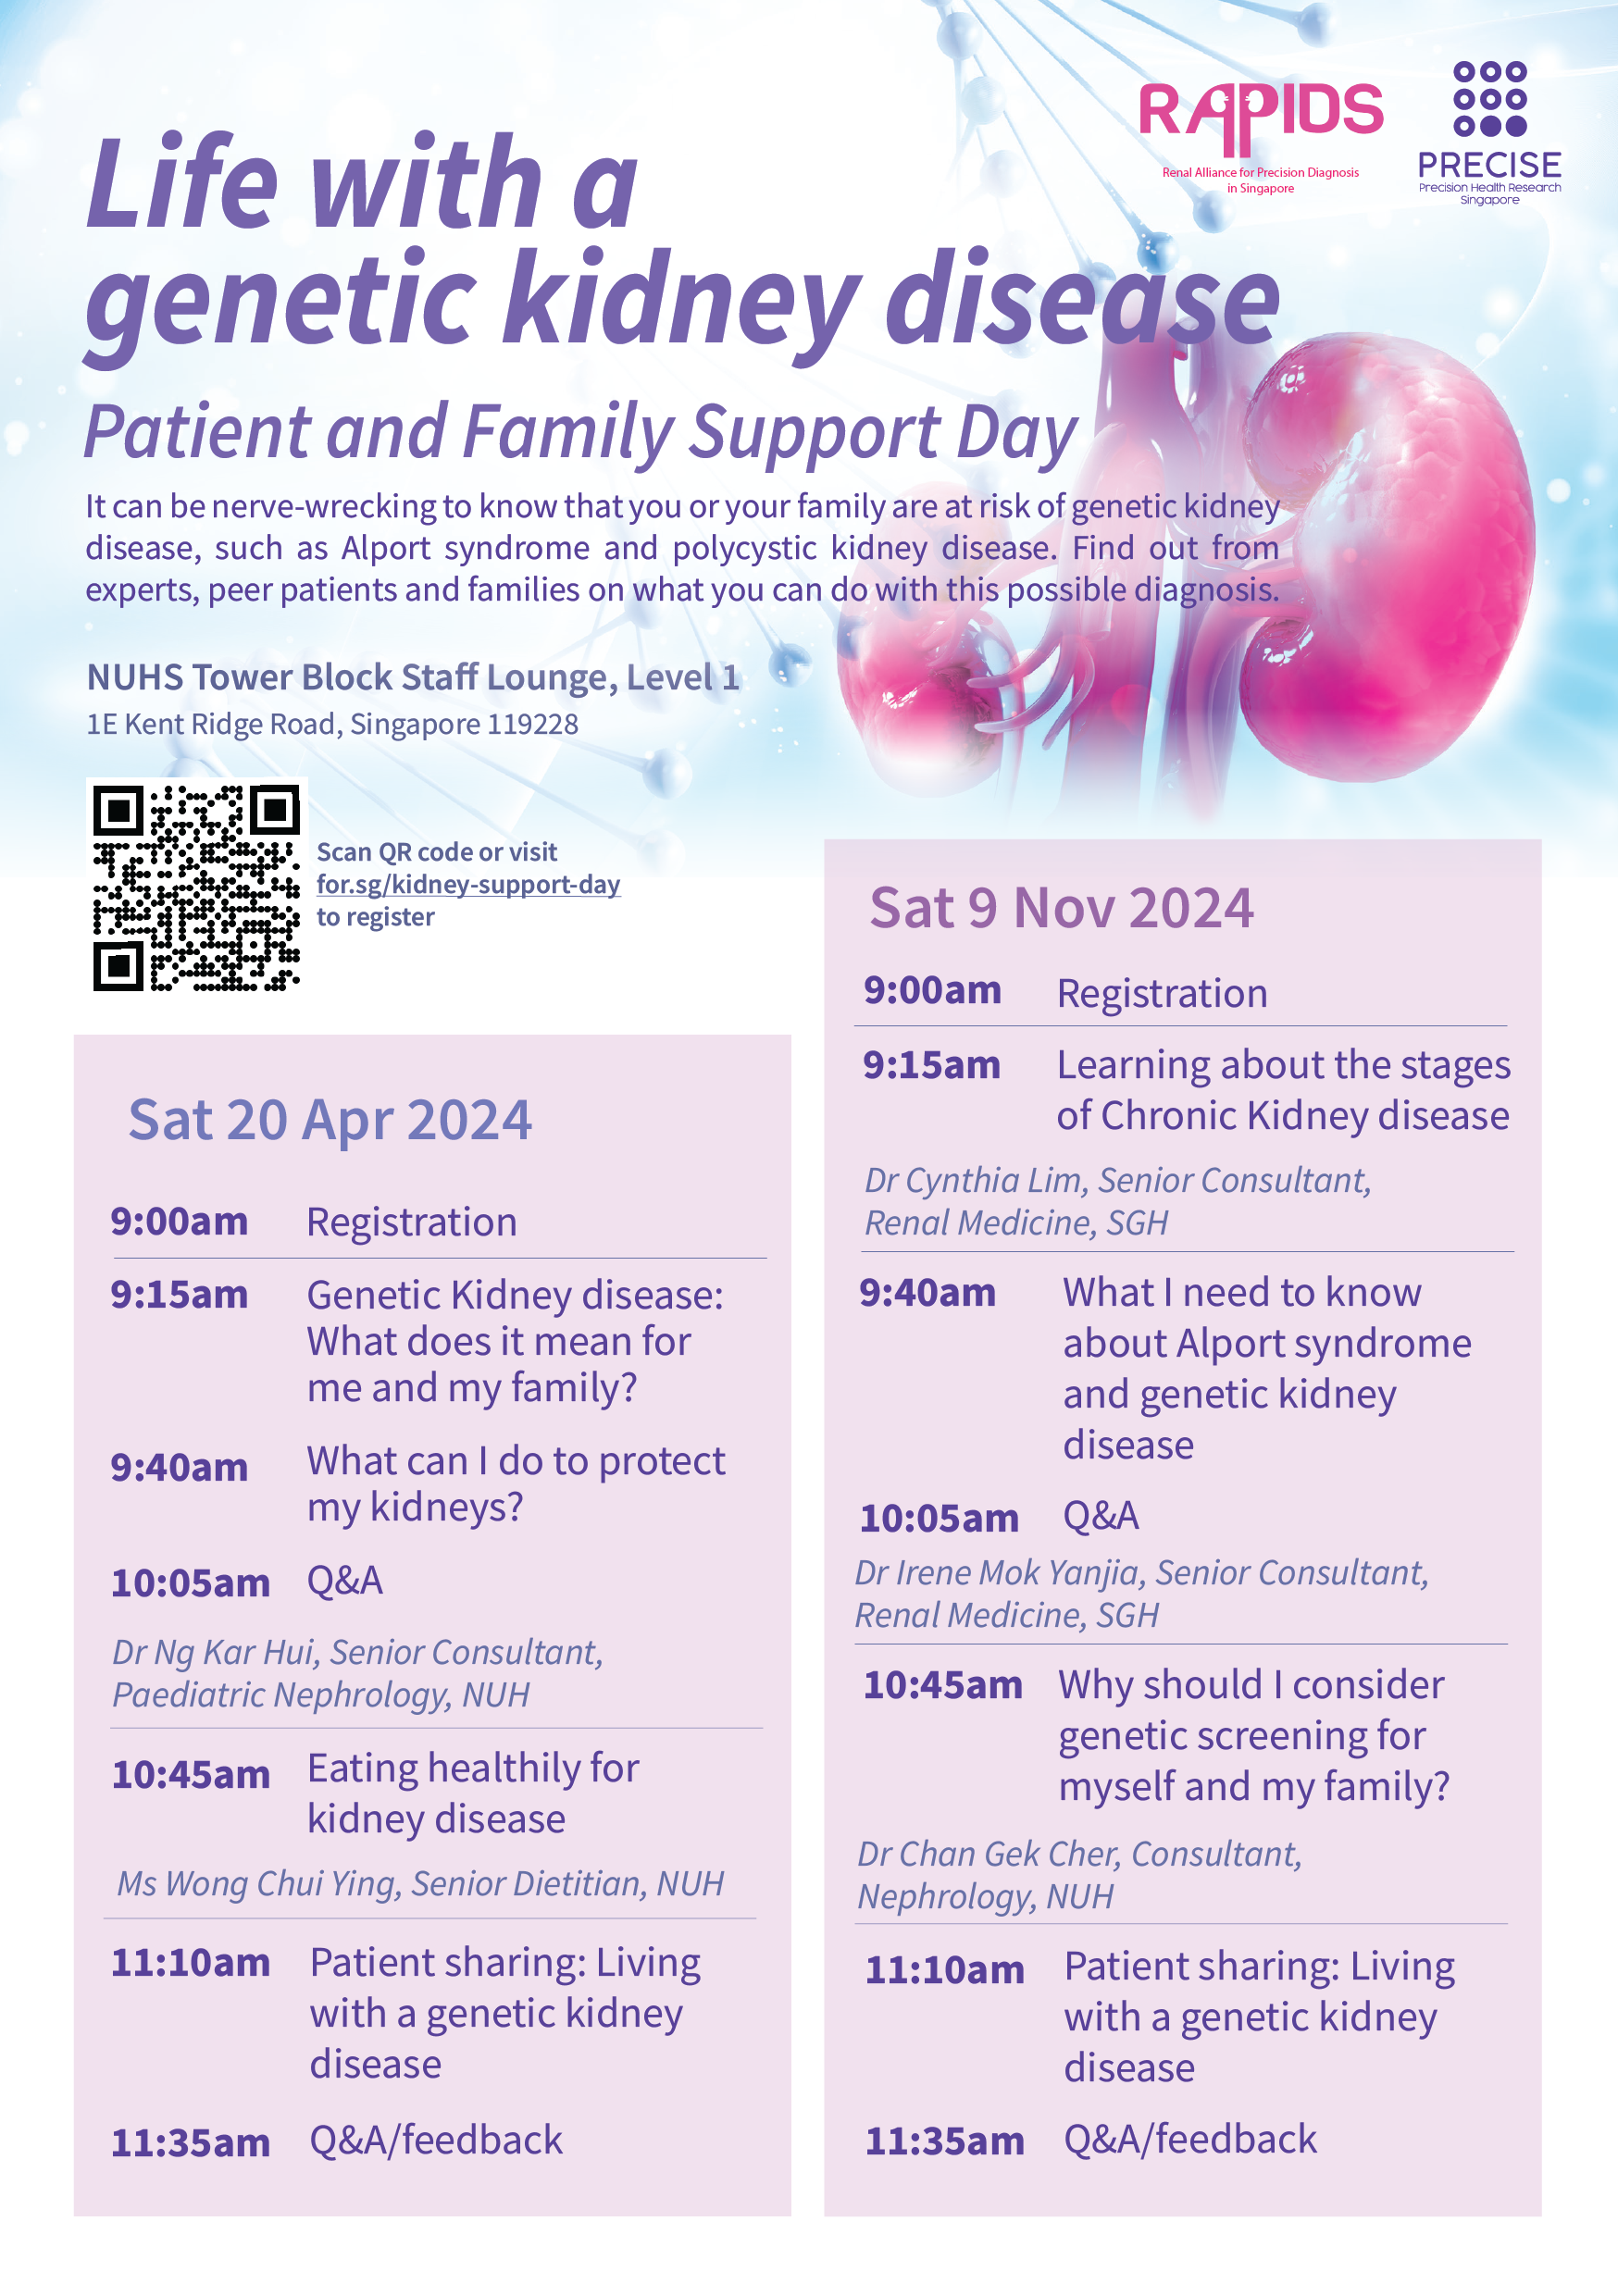 RAPIDS
Renal Alliance for Precision Diagnosis
in Singapore
PRECISE
Precision Health Research
Singapore
Life with a
genetic kidney disease
Patient and Family Support Day
It can be nerve-wrecking to know that you or your family are at risk of genetic kidney
disease, such as Alport syndrome and polycystic kidney disease. Find out from
experts, peer patients and families on what you can do with this possible diagnosis.
NUHS Tower Block Staff Lounge, Level 1
1E Kent Ridge Road, Singapore 119228
Scan QR code or visit
for.sg/kidney-support-day
to register
Sat 20 Apr 2024
9:00am Registration
9:15am Genetic Kidney disease:
What does it mean for
me and my family?
9:40am What can I do to protect
my kidneys?
10:05am Q&A
Dr Ng Kar Hui, Senior Consultant,
Paediatric Nephrology, NUH
10:45am Eating healthily for
kidney disease
Ms Wong Chui Ying, Senior Dietitian, NUH
11:10am Patient sharing: Living
with a genetic kidney
disease
11:35am Q&A/feedback
Sat 9 Nov 2024
9:00am Registration
9:15am Learning about the stages
of Chronic Kidney disease
Dr Cynthia Lim, Senior Consultant,
Renal Medicine, SGH
9:40am What I need to know
about Alport syndrome
and genetic kidney
disease
10:05am Q&A
Dr Irene Mok Yanjia, Senior Consultant,
Renal Medicine, SGH
10:45am Why should I consider
genetic screening for
myself and my family?
Dr Chan Gek Cher, Consultant,
Nephrology, NUH
11:10am Patient sharing: Living
with a genetic kidney
disease
11:35am Q&A/feedback